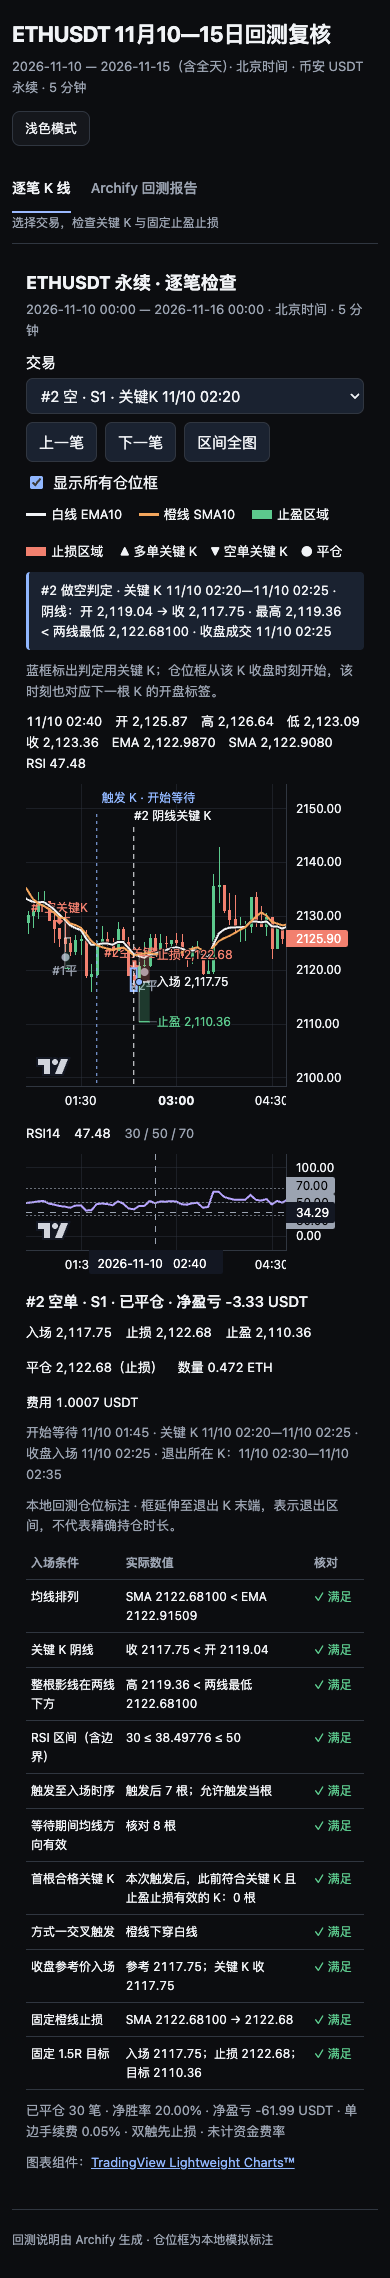 ETHUSDT 11月10—15日回测复核
2026-11-10 — 2026-11-15（含全天）· 北京时间 · 币安 USDT
永续 · 5 分钟
浅色模式
逐笔 K 线 Archify 回测报告
选择交易，检查关键 K 与固定止盈止损
ETHUSDT 永续 · 逐笔检查
2026-11-10 00:00 — 2026-11-16 00:00 · 北京时间 · 5 分
钟
交易
#2 空 · S1 · 关键K 11/10 02:20
上一笔 下一笔 区间全图
显示所有仓位框
白线 EMA10 橙线 SMA10 止盈区域
止损区域 ▲ 多单关键 K ▼ 空单关键 K ● 平仓
#2 做空判定 · 关键 K 11/10 02:20—11/10 02:25 ·
阴线：开 2,119.04 → 收 2,117.75 · 最高 2,119.36
< 两线最低 2,122.68100 · 收盘成交 11/10 02:25
蓝框标出判定用关键 K；仓位框从该 K 收盘时刻开始，该
时刻也对应下一根 K 的开盘标签。
11/10 02:40 开 2,125.87 高 2,126.64 低 2,123.09
收 2,123.36 EMA 2,122.9870 SMA 2,122.9080
RSI 47.48
触发 K · 开始等待
#2 阴线关键 K
2150.00
2140.00
2130.00
2125.90
2120.00
2110.00
2100.00
止损 2,122.68
#1平
入场 2,117.75
止盈 2,110.36
01:30 03:00 04:30
RSI14 47.48 30 / 50 / 70
100.00
70.00
34.29
0.00
2026-11-10 02:40
#2 空单 · S1 · 已平仓 · 净盈亏 -3.33 USDT
入场 2,117.75 止损 2,122.68 止盈 2,110.36
平仓 2,122.68（止损） 数量 0.472 ETH
费用 1.0007 USDT
开始等待 11/10 01:45 · 关键 K 11/10 02:20—11/10 02:25 ·
收盘入场 11/10 02:25 · 退出所在 K：11/10 02:30—11/10
02:35
本地回测仓位标注 · 框延伸至退出 K 末端，表示退出区
间，不代表精确持仓时长。
入场条件 实际数值 核对
均线排列 SMA 2122.68100 < EMA
2122.91509 ✓ 满足
关键 K 阴线 收 2117.75 < 开 2119.04 ✓ 满足
整根影线在两线
下方 高 2119.36 < 两线最低
2122.68100 ✓ 满足
RSI 区间（含边
界） 30 ≤ 38.49776 ≤ 50 ✓ 满足
触发至入场时序 触发后 7 根；允许触发当根 ✓ 满足
等待期间均线方
向有效 核对 8 根 ✓ 满足
首根合格关键 K 本次触发后，此前符合关键 K 且
止盈止损有效的 K：0 根 ✓ 满足
方式一交叉触发 橙线下穿白线 ✓ 满足
收盘参考价入场 参考 2117.75；关键 K 收
2117.75 ✓ 满足
固定橙线止损 SMA 2122.68100 → 2122.68 ✓ 满足
固定 1.5R 目标 入场 2117.75；止损 2122.68；
目标 2110.36 ✓ 满足
已平仓 30 笔 · 净胜率 20.00% · 净盈亏 -61.99 USDT · 单
边手续费 0.05% · 双触先止损 · 未计资金费率
图表组件：TradingView Lightweight Charts™
回测说明由 Archify 生成 · 仓位框为本地模拟标注